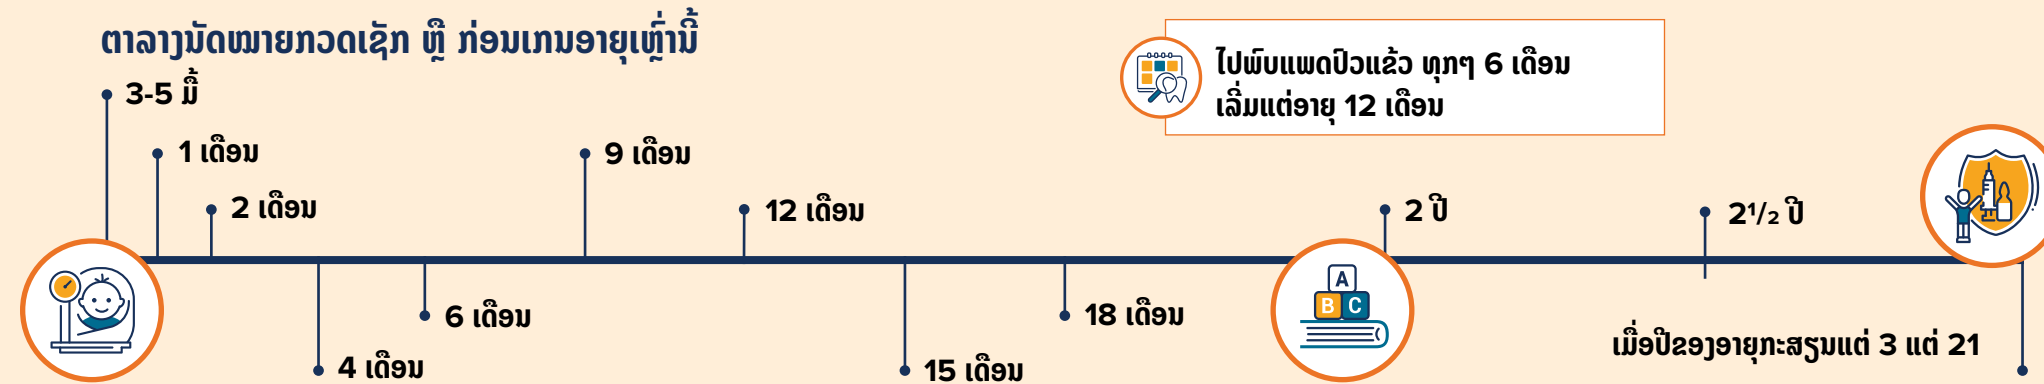 ຕາລາງນັດໝາຍກວດເຊັກ ຫຼື ກ່ອນເກນອາຍຸເຫຼົ່ານີ້
ໄປພົບແພດປົວແຂ້ວ ທຸກໆ 6 ເດືອນ
ເລີ່ມແຕ່ອາຍຸ 12 ເດືອນ
3-5 ມື້
1 ເດືອນ
2 ເດືອນ
4 ເດືອນ
6 ເດືອນ
9 ເດືອນ
12 ເດືອນ
15 ເດືອນ
18 ເດືອນ
A
B C
2 ປີ
2¹/₂ ປີ
ເມື່ອປີຂອງອາຍຸກະສຽນແຕ່ 3 ແຕ່ 21